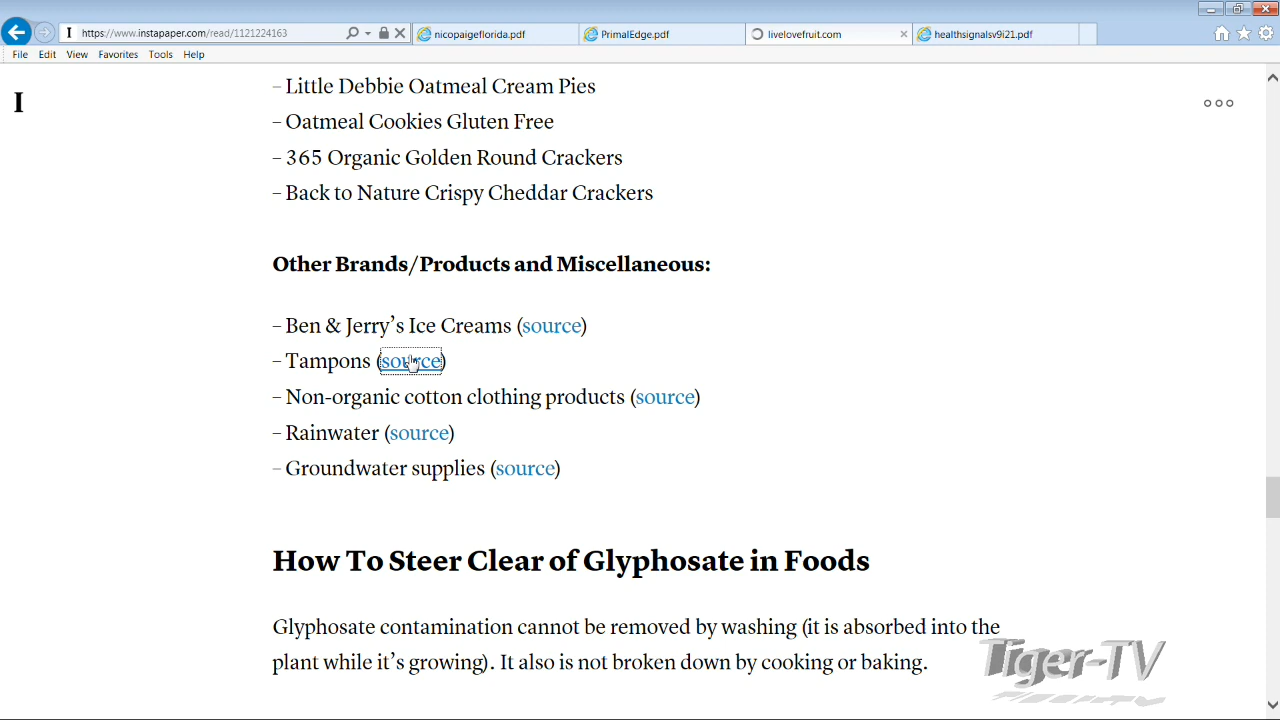 https://www.instapaper.com/read/1121224163
nicopaigeflorida.pdf
PrimalEdge.pdf
livelovefruit.com
healthsignalsv9i21.pdf
File Edit View Favorites Tools Help
I
– Little Debbie Oatmeal Cream Pies
– Oatmeal Cookies Gluten Free
– 365 Organic Golden Round Crackers
– Back to Nature Crispy Cheddar Crackers
Other Brands/Products and Miscellaneous:
– Ben & Jerry’s Ice Creams (source)
– Tampons (source)
– Non-organic cotton clothing products (source)
– Rainwater (source)
– Groundwater supplies (source)
How To Steer Clear of Glyphosate in Foods
Glyphosate contamination cannot be removed by washing (it is absorbed into the
plant while it’s growing). It also is not broken down by cooking or baking.
Tiger-TV